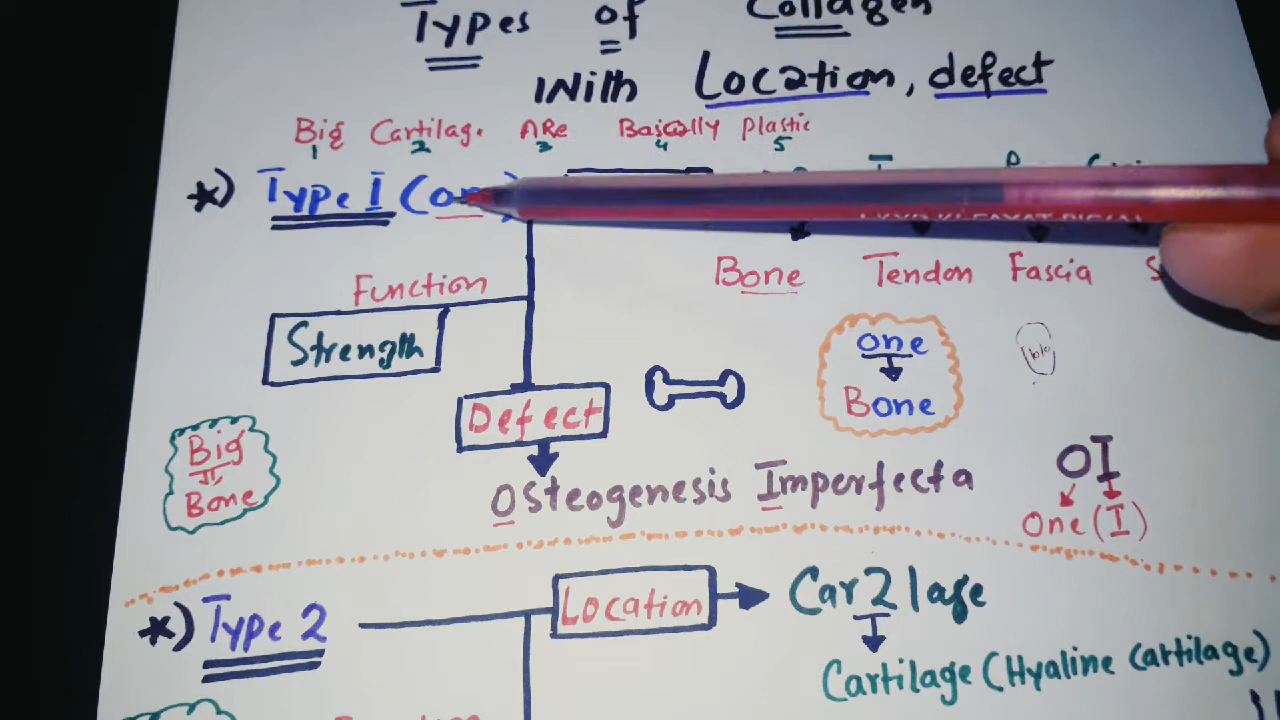 Types of Collagen
With Location, defect
Big Cartilage ARe Basically Plastic
1 2 3 4 5
*) Type I
Bone Tendon Fascia
Function
Strength
one
Bone
Defect
Big
Bone
Osteogenesis Imperfecta
OI
One (I)
*) Type 2
Location
Car2lage
Cartilage (Hyaline Cartilage)